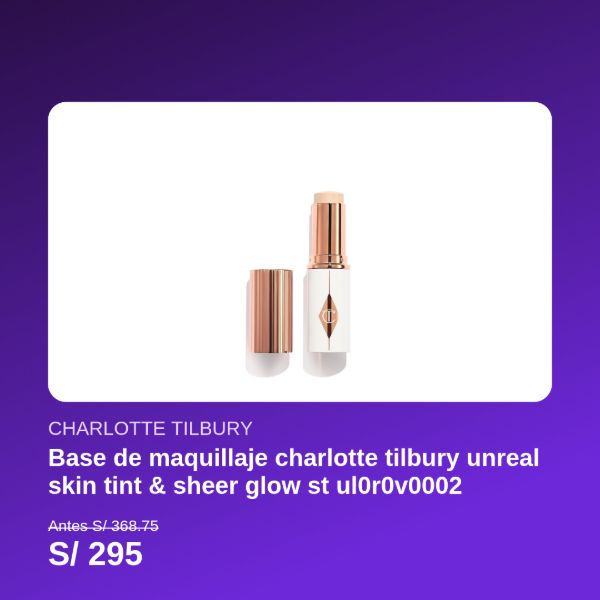 CHARLOTTE TILBURY
Base de maquillaje charlotte tilbury unreal
skin tint & sheer glow st ul0r0v0002
Antes S/ 368.75
S/ 295